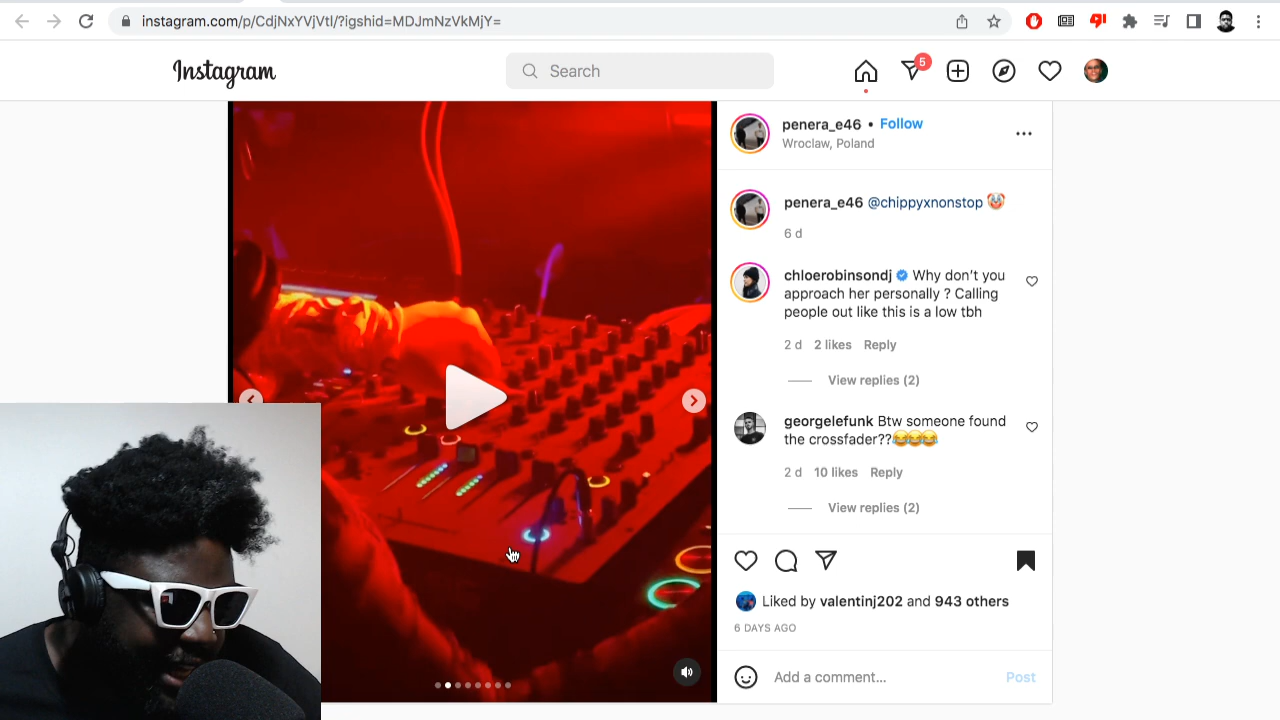 instagram.com/p/CdjNxYVjVtI/?igshid=MDJmNzVkMjY=
Instagram
Search
5
penera_e46 • Follow
Wroclaw, Poland
penera_e46 @chippyxnonstop 🤡
6 d
chloerobinsondj Why don’t you
approach her personally ? Calling
people out like this is a low tbh
2 d 2 likes Reply
View replies (2)
georgelefunk Btw someone found
the crossfader??😂😂😂
2 d 10 likes Reply
View replies (2)
Liked by valentinj202 and 943 others
6 DAYS AGO
Add a comment...
Post